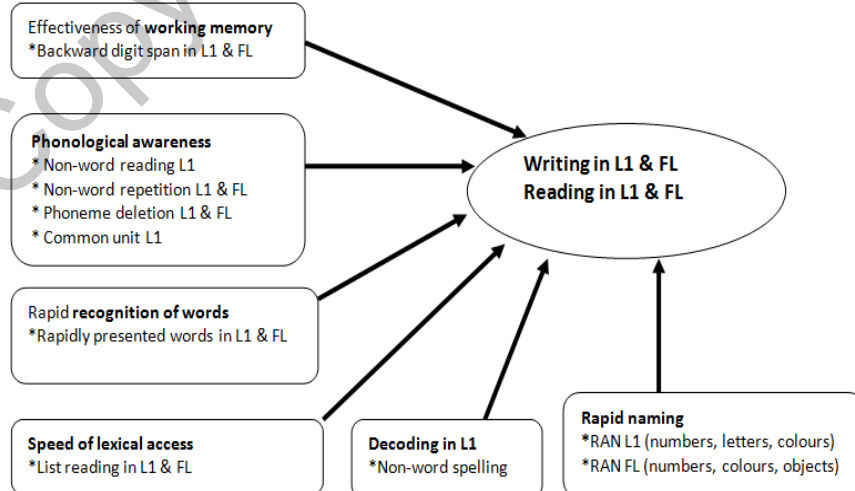 Effectiveness of working memory
*Backward digit span in L1 & FL
Phonological awareness
* Non-word reading L1
* Non-word repetition L1 & FL
* Phoneme deletion L1 & FL
* Common unit L1
Writing in L1 & FL
Reading in L1 & FL
Rapid recognition of words
*Rapidly presented words in L1 & FL
Speed of lexical access
*List reading in L1 & FL
Decoding in L1
*Non-word spelling
Rapid naming
*RAN L1 (numbers, letters, colours)
*RAN FL (numbers, colours, objects)
Copy